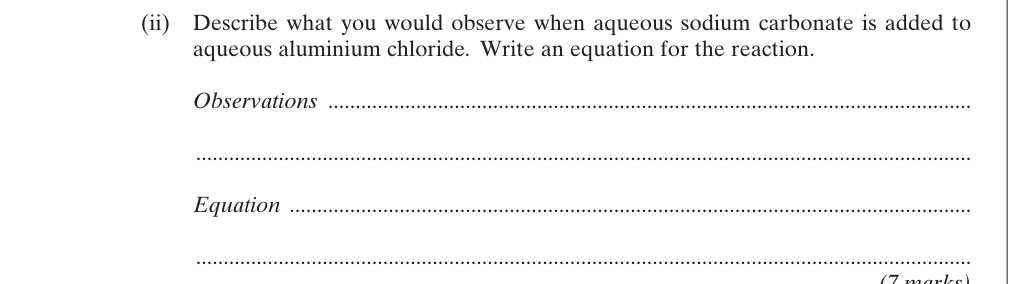 (ii) Describe what you would observe when aqueous sodium carbonate is added to
aqueous aluminium chloride. Write an equation for the reaction.
Observations ..........................................................................................................................
..........................................................................................................................
Equation ..........................................................................................................................
..........................................................................................................................
(7 marks)